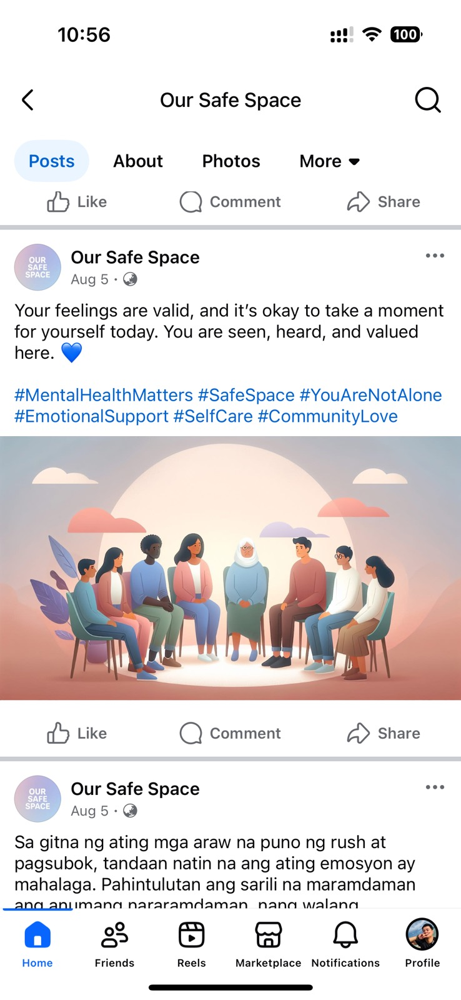 10:56
100
Our Safe Space
Posts About Photos More
Like Comment Share
OUR
SAFE
SPACE
Our Safe Space
Aug 5 ·
Your feelings are valid, and it’s okay to take a moment
for yourself today. You are seen, heard, and valued
here. 💙
#MentalHealthMatters #SafeSpace #YouAreNotAlone
#EmotionalSupport #SelfCare #CommunityLove
Like Comment Share
OUR
SAFE
SPACE
Our Safe Space
Aug 5 ·
Sa gitna ng ating mga araw na puno ng rush at
pagsubok, tandaan natin na ang ating emosyon ay
mahalaga. Pahintulutan ang sarili na maramdaman
ang anumang nararamdaman, nang walang
Home Friends Reels Marketplace Notifications Profile